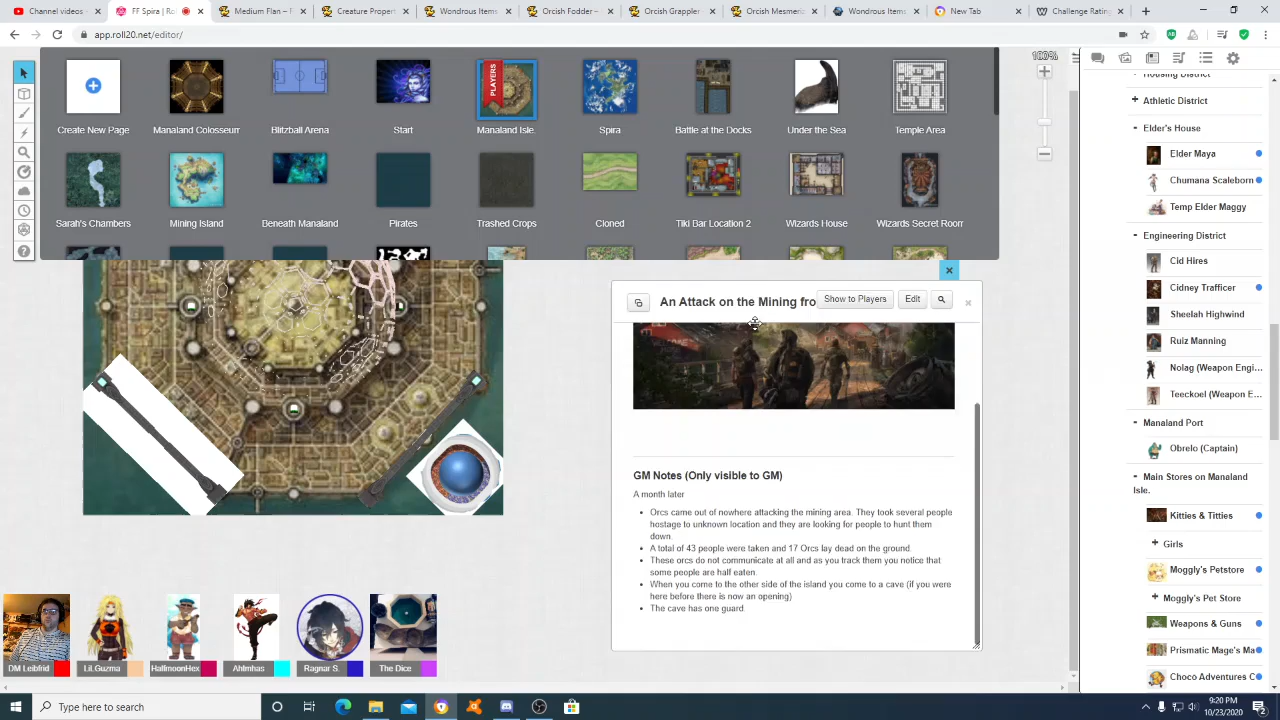 Channel videos
FF Spira | Rol
Medium Plan –
Creature Proper
Wondrous Items
Orcish Fodder –
Orcish Grappler
Orcish Mesmeri
Wondrous Items
New Tab
Challenge Rating
app.roll20.net/editor/
100%
PLAYERS
Create New Page
Manaland Colosseum
Blitzball Arena
Start
Manaland Isle.
Spira
Battle at the Docks
Under the Sea
Temple Area
Sarah's Chambers
Mining Island
Beneath Manaland
Pirates
Trashed Crops
Cloned
Tiki Bar Location 2
Wizards House
Wizards Secret Room
An Attack on the Mining fro
Show to Players
Edit
GM Notes (Only visible to GM)
A month later
Orcs came out of nowhere attacking the mining area. They took several people
hostage to unknown location and they are looking for people to hunt them
down.
A total of 43 people were taken and 17 Orcs lay dead on the ground.
These orcs do not communicate at all and as you track them you notice that
some people are half eaten.
When you come to the other side of the island you come to a cave (if you were
here before there is now an opening)
The cave has one guard.
Housing District
Athletic District
Elder's House
Elder Maya
Chumana Scaleborn
Temp Elder Maggy
Engineering District
Cid Hires
Cidney Trafficer
Sheelah Highwind
Ruiz Manning
Nolag (Weapon Engi...
Teeckoel (Weapon E...
Manaland Port
Obrelo (Captain)
Main Stores on Manaland
Isle.
Kitties & Titties
Girls
Moggly's Petstore
Moggly's Pet Store
Weapons & Guns
Prismatic Mage's Ma
Choco Adventures C
DM Leibfrid
LiLGuzma
HalfmoonHex
Ahlmhas
Ragnar S.
The Dice
Type here to search
9:20 PM
10/23/2020